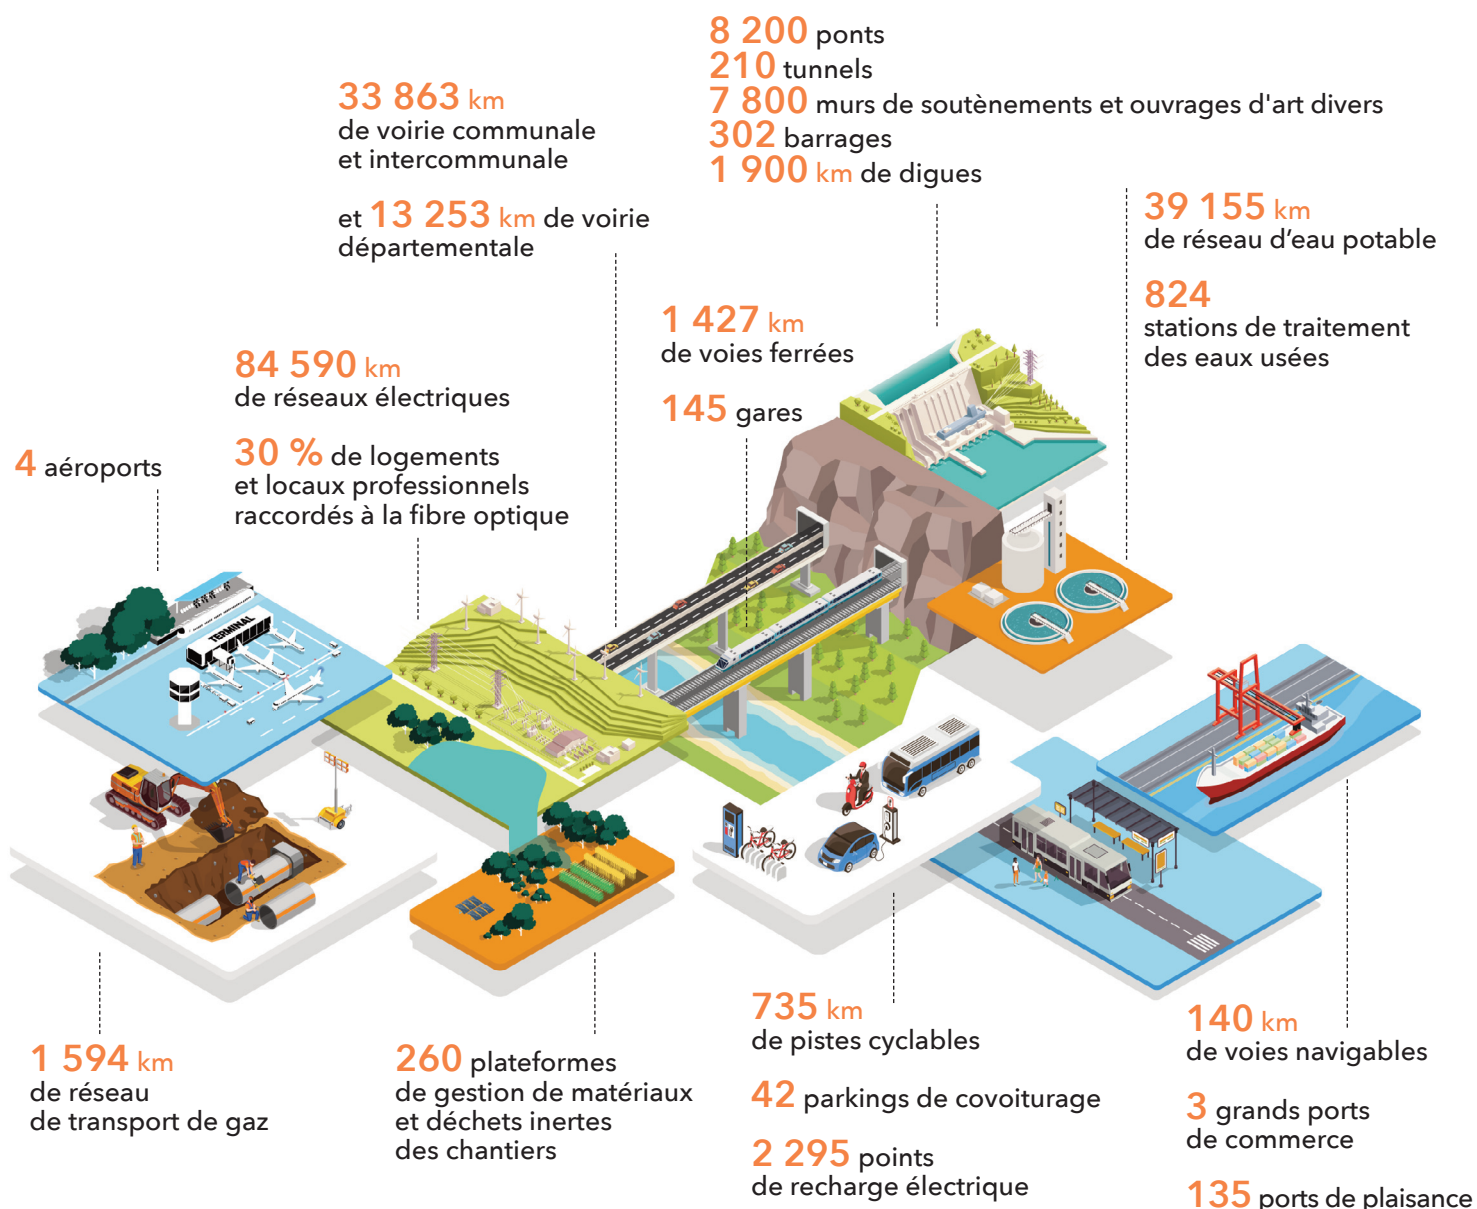 8 200 ponts
210 tunnels
7 800 murs de soutènements et ouvrages d'art divers
302 barrages
1 900 km de digues
33 863 km
de voirie communale
et intercommunale
et 13 253 km de voirie
départementale
39 155 km
de réseau d’eau potable
824
stations de traitement
des eaux usées
1 427 km
de voies ferrées
145 gares
84 590 km
de réseaux électriques
30 % de logements
et locaux professionnels
raccordés à la fibre optique
4 aéroports
TERMINAL
1 594 km
de réseau
de transport de gaz
260 plateformes
de gestion de matériaux
et déchets inertes
des chantiers
735 km
de pistes cyclables
42 parkings de covoiturage
2 295 points
de recharge électrique
140 km
de voies navigables
3 grands ports
de commerce
135 ports de plaisance